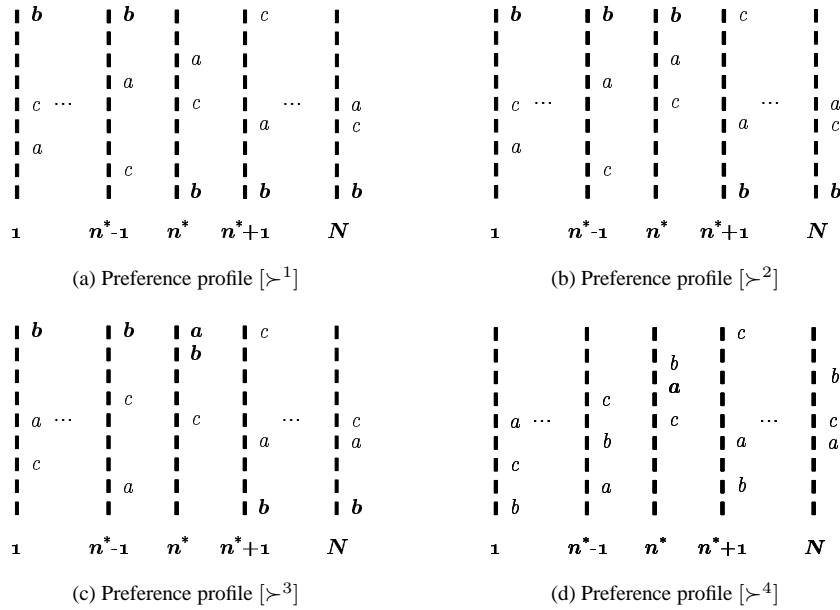 b b c
a
a
c ... c ... a
a c
a
c
b b b
1 n*-1 n* n*+1 N
(a) Preference profile [≻¹]
b b b c
a
a
c ... c ... a
a c
a
c
b b
1 n*-1 n* n*+1 N
(b) Preference profile [≻²]
b b a c
b
c
a ... c ... c
a a
c
a
b b
1 n*-1 n* n*+1 N
(c) Preference profile [≻³]
c
b
b
a
c
a ... c ... c
b a a
c
a b
b
1 n*-1 n* n*+1 N
(d) Preference profile [≻⁴]